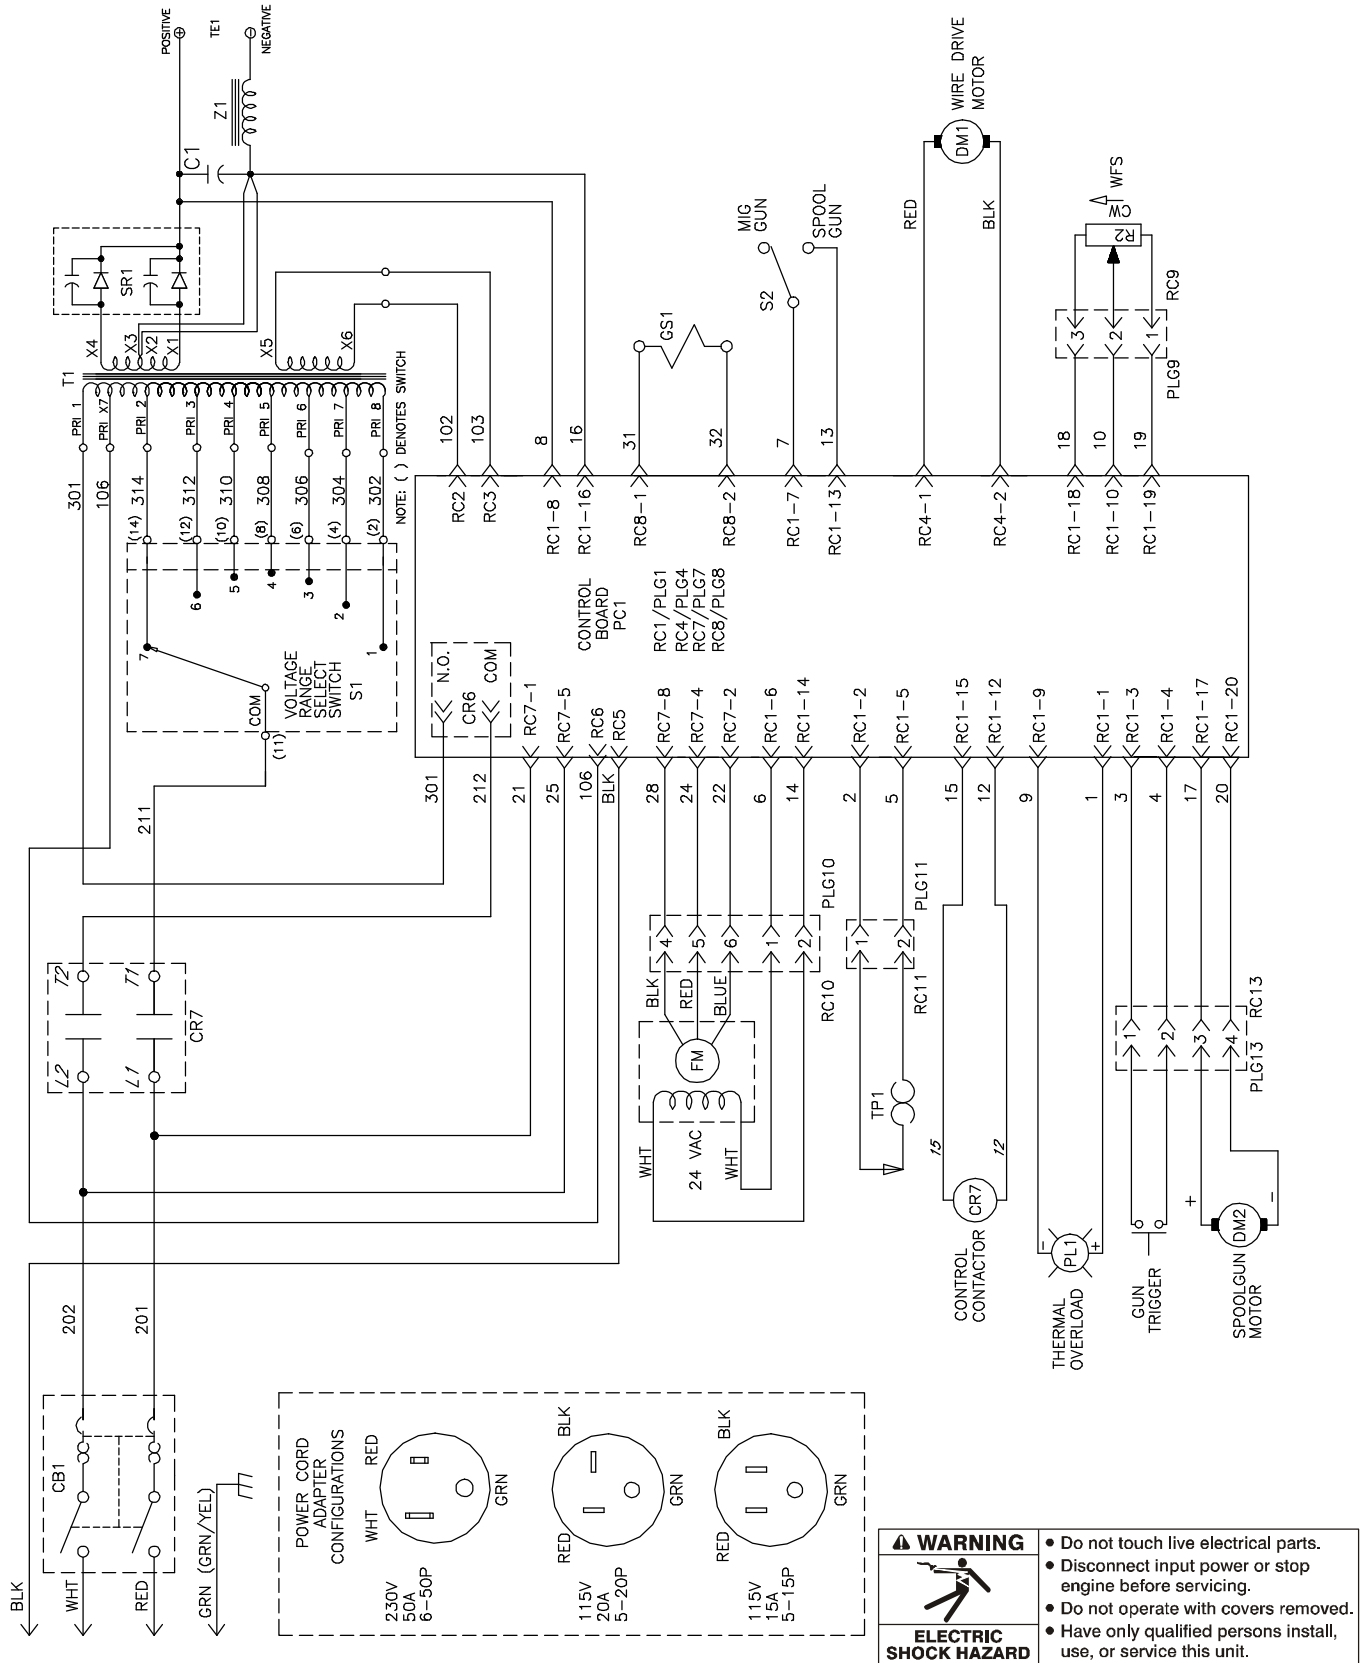 POSITIVE
TE1
NEGATIVE
Z1
C1
SR1
X4
X3
X2
X1
X5
X6
T1
PRI 1
PRI X7
PRI 2
PRI 3
PRI 4
PRI 5
PRI 6
PRI 7
PRI 8
301
106
314
312
310
308
306
304
302
(14)
(12)
(10)
(8)
(6)
(4)
(2)
NOTE: ( ) DENOTES SWITCH
7
6
5
4
3
2
1
COM
(11)
VOLTAGE
RANGE
SELECT
SWITCH
S1
211
MIG
GUN
SPOOL
GUN
S2
GS1
WIRE DRIVE
MOTOR
DM1
RED
BLK
WFS
CW
R2
RC9
3
2
1
PLG9
102
103
8
16
31
32
7
13
18
10
19
RC2
RC3
RC1-8
RC1-16
RC8-1
RC8-2
RC1-7
RC1-13
RC4-1
RC4-2
RC1-18
RC1-10
RC1-19
CONTROL
BOARD
PC1
RC1/PLG1
RC4/PLG4
RC7/PLG7
RC8/PLG8
N.O.
COM
CR6
RC7-1
RC7-5
RC6
RC5
RC7-8
RC7-4
RC7-2
RC1-6
RC1-14
RC1-2
RC1-5
RC1-15
RC1-12
RC1-9
RC1-1
RC1-3
RC1-4
RC1-17
RC1-20
301
212
21
25
106
BLK
28
24
22
6
14
2
5
15
12
9
1
3
4
17
20
T2
T1
L2
L1
CR7
PLG10
4
5
6
1
2
RC10
BLK
RED
BLUE
FM
24 VAC
WHT
WHT
PLG11
1
2
RC11
TP1
15
12
CR7
CONTROL
CONTACTOR
-
PL1
+
THERMAL
OVERLOAD
RC13
1
2
3
4
PLG13
GUN
TRIGGER
+
DM2
-
SPOOLGUN
MOTOR
202
201
CB1
BLK
WHT
RED
GRN (GRN/YEL)
POWER CORD
ADAPTER
CONFIGURATIONS
WHT
RED
GRN
230V
50A
6-50P
RED
BLK
GRN
115V
20A
5-20P
RED
BLK
GRN
115V
15A
5-15P
WARNING
ELECTRIC
SHOCK HAZARD
• Do not touch live electrical parts.
• Disconnect input power or stop
engine before servicing.
• Do not operate with covers removed.
• Have only qualified persons install,
use, or service this unit.